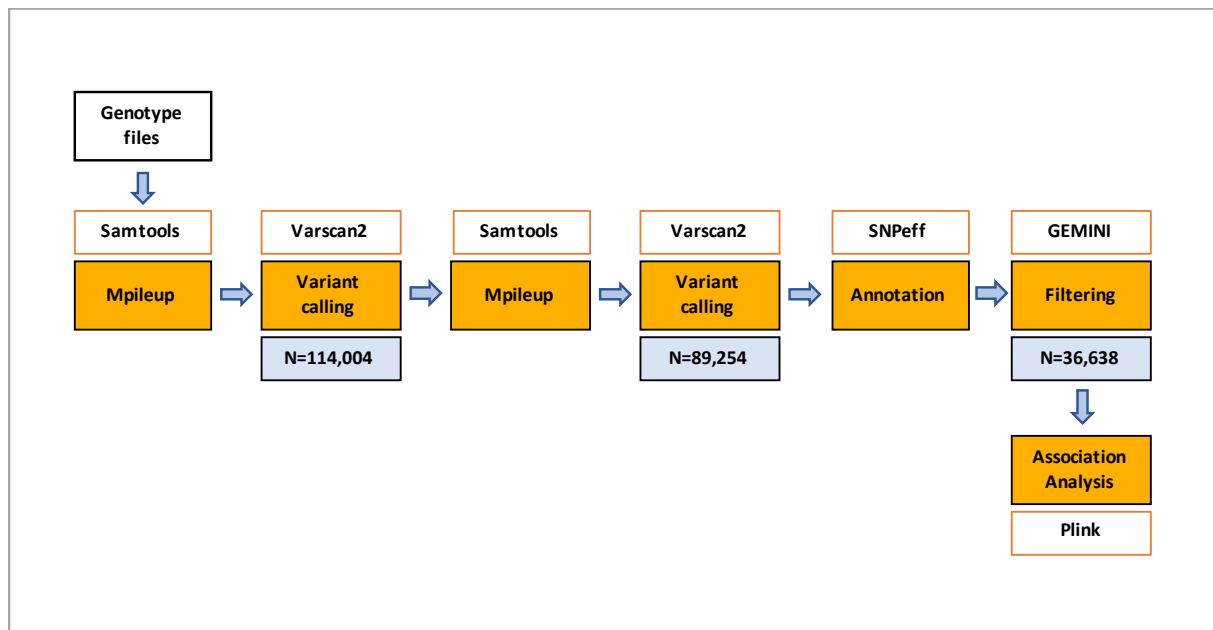 Genotype
files
Samtools
Varscan2
Samtools
Varscan2
SNPeff
GEMINI
Mpileup
Variant
calling
Mpileup
Variant
calling
Annotation
Filtering
N=114,004
N=89,254
N=36,638
Association
Analysis
Plink